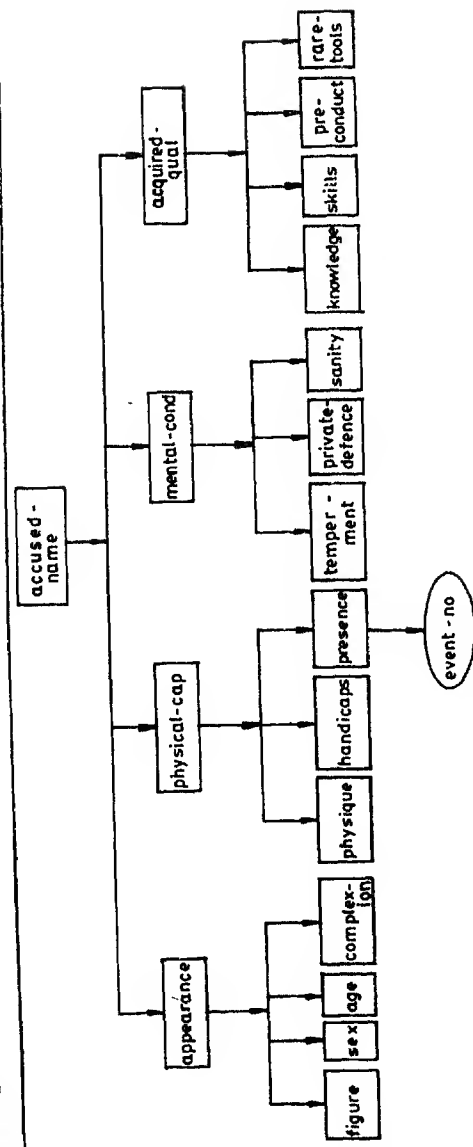 accused-
name
appearance
physical-cap
mental-cond
acquired-
qual
figure
sex
age
complex-
ion
physique
handicaps
presence
temper-
ment
private-
defence
sanity
knowledge
skills
pre-
conduct
rare-
tools
event-no